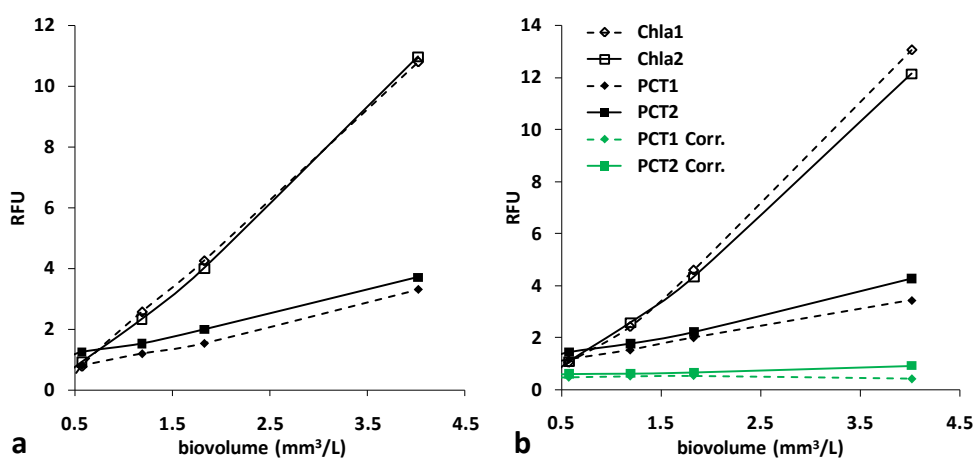 12
10
8
6
4
2
0
RFU
0.5 1.5 2.5 3.5 4.5
a
biovolume (mm³/L)
14
12
10
8
6
4
2
0
RFU
Chla1
Chla2
PCT1
PCT2
PCT1 Corr.
PCT2 Corr.
0.5 1.5 2.5 3.5 4.5
b
biovolume (mm³/L)